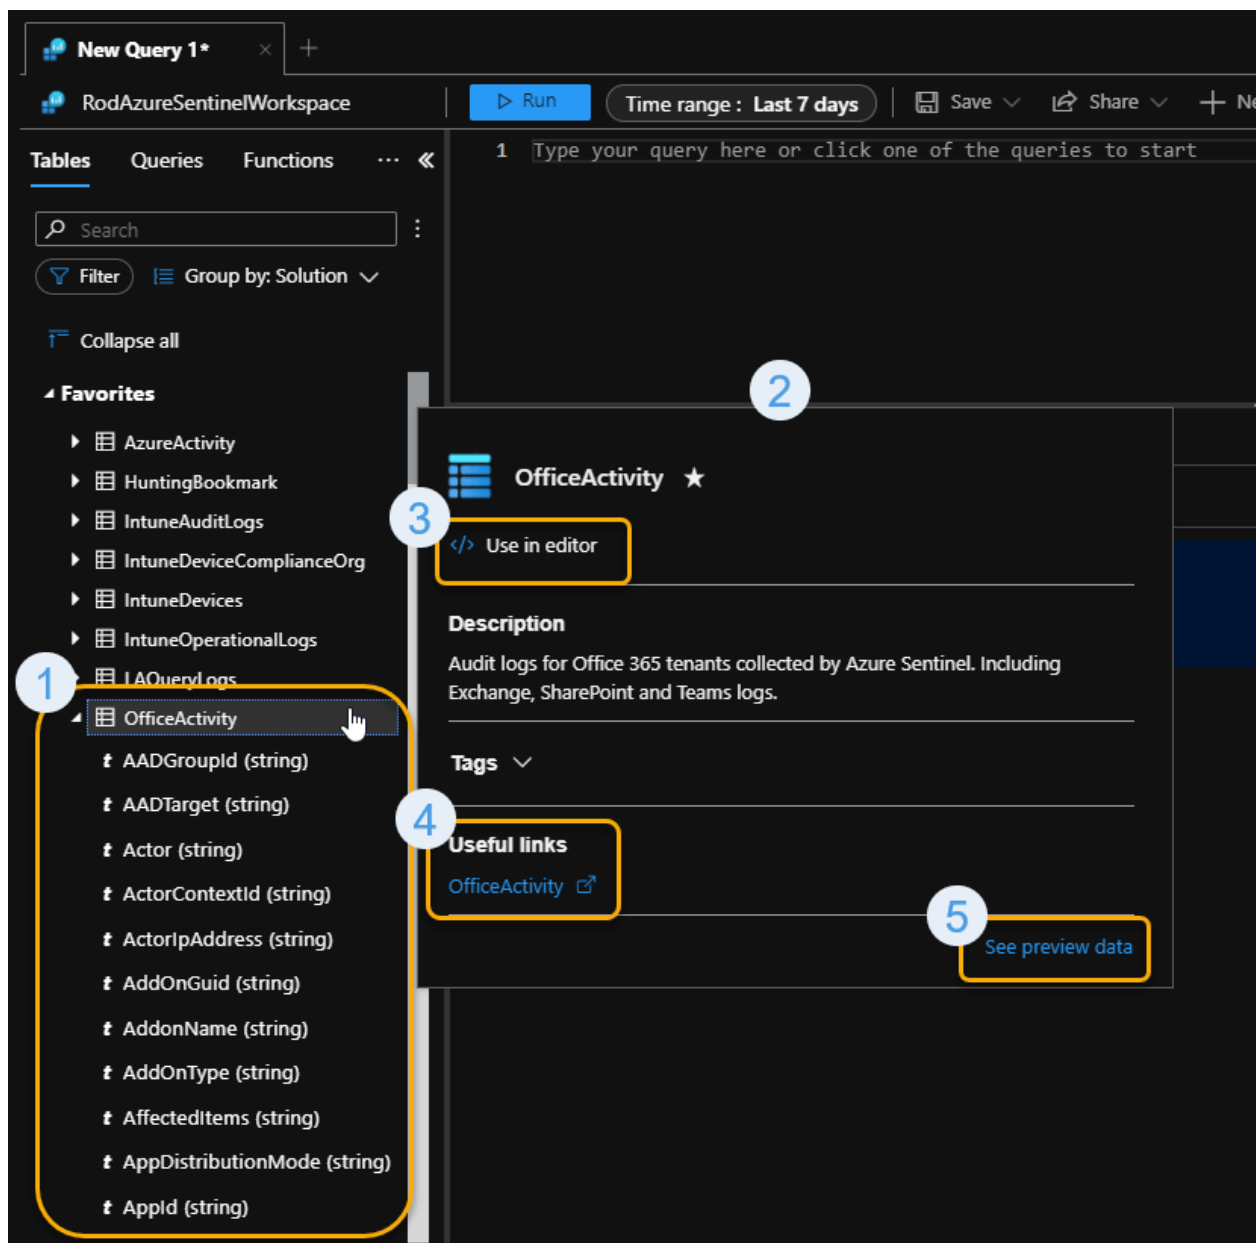 New Query 1*
RodAzureSentinelWorkspace
Run
Time range : Last 7 days
Save
Share
Ne
Tables Queries Functions ...
1 Type your query here or click one of the queries to start
Search
Filter
Group by: Solution
Collapse all
Favorites
AzureActivity
HuntingBookmark
IntuneAuditLogs
IntuneDeviceComplianceOrg
IntuneDevices
IntuneOperationalLogs
LAQueryLogs
1
OfficeActivity
t AADGroupId (string)
t AADTarget (string)
t Actor (string)
t ActorContextId (string)
t ActorIpAddress (string)
t AddOnGuid (string)
t AddonName (string)
t AddOnType (string)
t AffectedItems (string)
t AppDistributionMode (string)
t AppId (string)
2
OfficeActivity
3
</> Use in editor
Description
Audit logs for Office 365 tenants collected by Azure Sentinel. Including
Exchange, SharePoint and Teams logs.
Tags
4
Useful links
OfficeActivity
5
See preview data